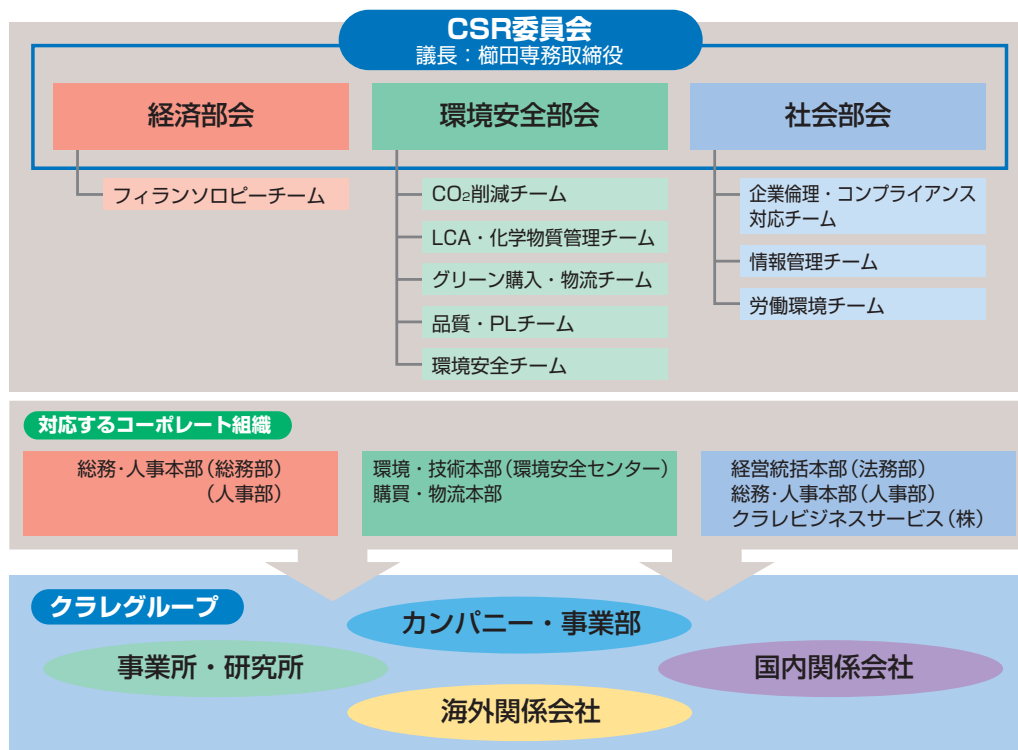 CSR委員会
議長：櫛田専務取締役
経済部会
環境安全部会
社会部会
フィランソロピーチーム
CO₂削減チーム
LCA・化学物質管理チーム
グリーン購入・物流チーム
品質・PLチーム
環境安全チーム
企業倫理・コンプライアンス
対応チーム
情報管理チーム
労働環境チーム
対応するコーポレート組織
総務・人事本部（総務部）
（人事部）
環境・技術本部（環境安全センター）
購買・物流本部
経営統括本部（法務部）
総務・人事本部（人事部）
クラレビジネスサービス（株）
クラレグループ
カンパニー・事業部
事業所・研究所
国内関係会社
海外関係会社